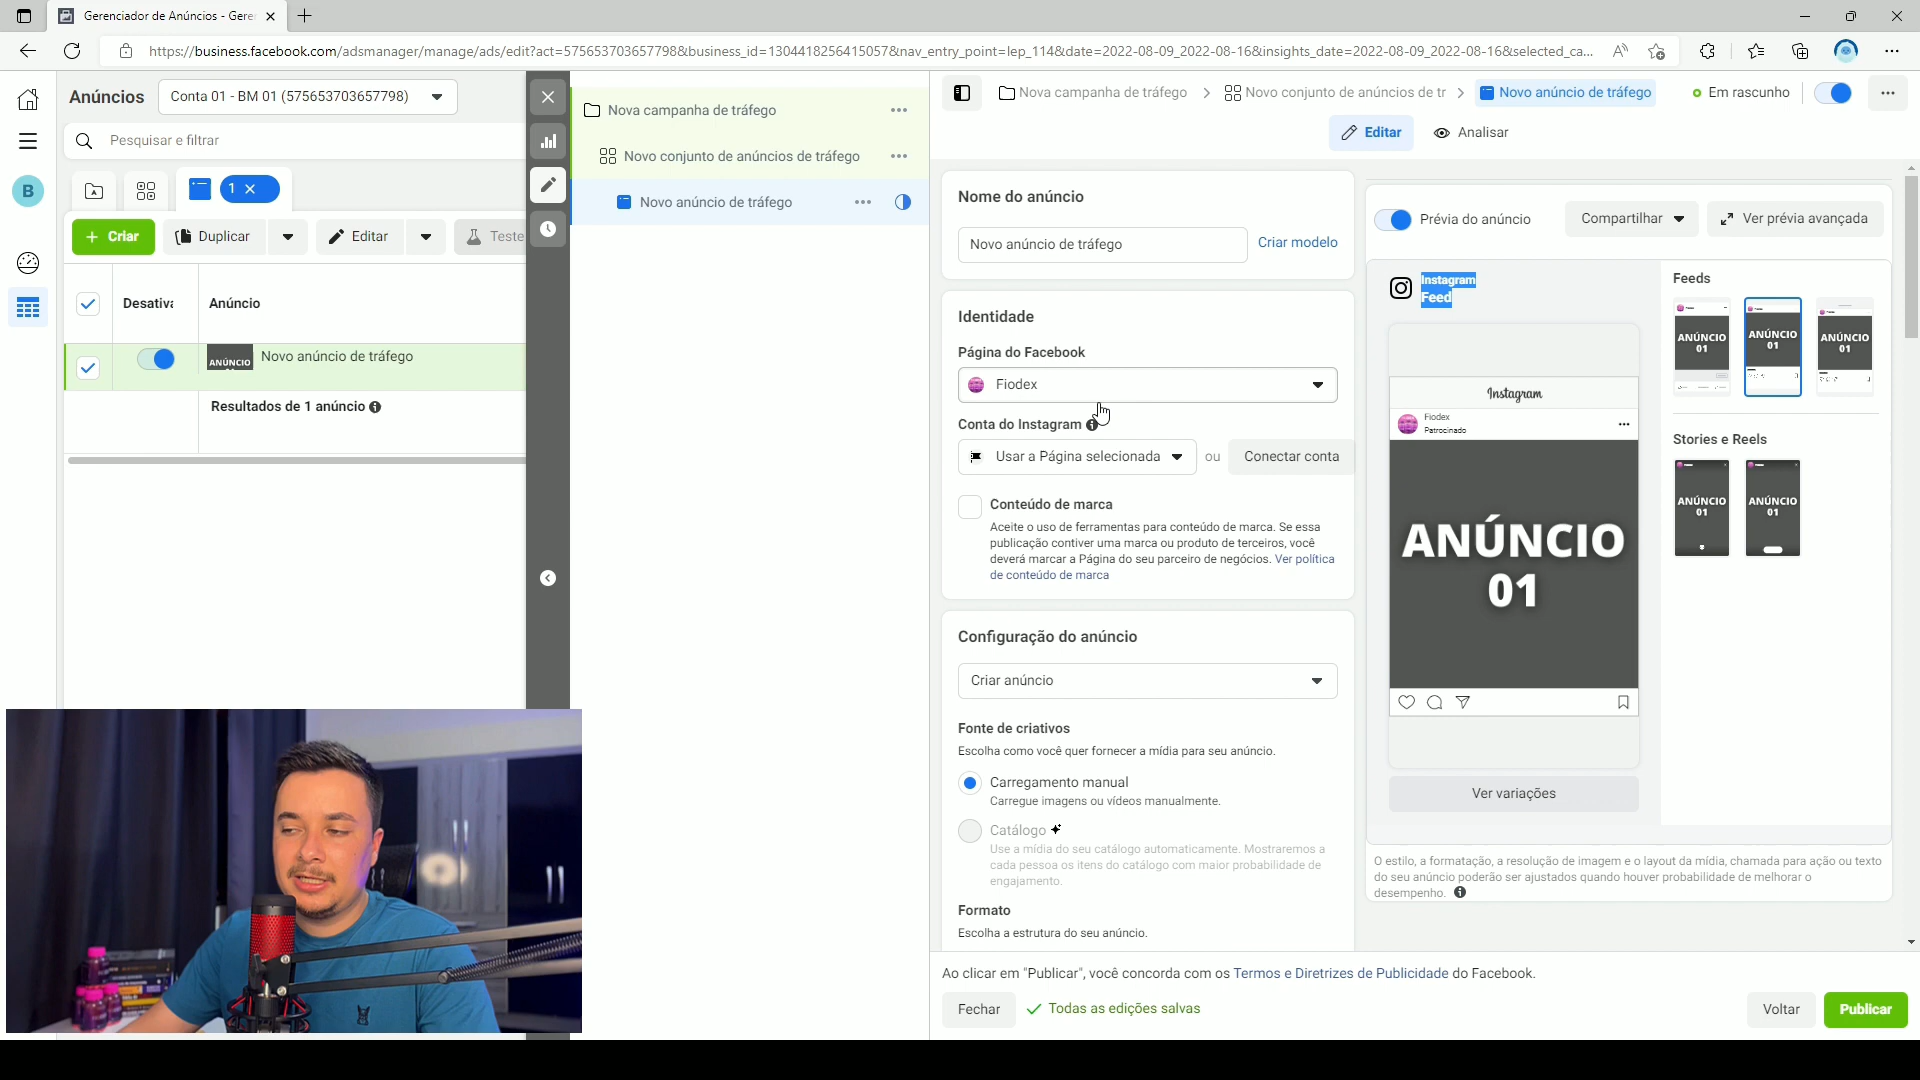 Gerenciador de Anúncios - Geren
https://business.facebook.com/adsmanager/manage/ads/edit?act=575653703657798&business_id=1304418256415057&nav_entry_point=lep_114&date=2022-08-09_2022-08-16&insights_date=2022-08-09_2022-08-16&selected_ca...
Anúncios
Conta 01 - BM 01 (575653703657798)
Pesquisar e filtrar
B
1
+ Criar
Duplicar
Editar
Teste
Desativa
Anúncio
ANÚNCIO
Novo anúncio de tráfego
Resultados de 1 anúncio
Nova campanha de tráfego
Novo conjunto de anúncios de tráfego
Novo anúncio de tráfego
Nova campanha de tráfego
Novo conjunto de anúncios de tr
Novo anúncio de tráfego
Em rascunho
Editar
Analisar
Nome do anúncio
Novo anúncio de tráfego
Criar modelo
Identidade
Página do Facebook
Fiodex
Conta do Instagram
Usar a Página selecionada
ou
Conectar conta
Conteúdo de marca
Aceite o uso de ferramentas para conteúdo de marca. Se essa
publicação contiver uma marca ou produto de terceiros, você
deverá marcar a Página do seu parceiro de negócios. Ver política
de conteúdo de marca
Configuração do anúncio
Criar anúncio
Fonte de criativos
Escolha como você quer fornecer a mídia para seu anúncio.
Carregamento manual
Carregue imagens ou vídeos manualmente.
Catálogo
Use a mídia do seu catálogo automaticamente. Mostraremos a
cada pessoa os itens do catálogo com maior probabilidade de
engajamento.
Formato
Escolha a estrutura do seu anúncio.
Prévia do anúncio
Compartilhar
Ver prévia avançada
Instagram
Feed
Instagram
Fiodex
Patrocinado
ANÚNCIO
01
Ver variações
Feeds
ANÚNCIO
01
ANÚNCIO
01
ANÚNCIO
01
Stories e Reels
ANÚNCIO
01
ANÚNCIO
01
O estilo, a formatação, a resolução de imagem e o layout da mídia, chamada para ação ou texto
do seu anúncio poderão ser ajustados quando houver probabilidade de melhorar o
desempenho.
Ao clicar em "Publicar", você concorda com os Termos e Diretrizes de Publicidade do Facebook.
Fechar
Todas as edições salvas
Voltar
Publicar